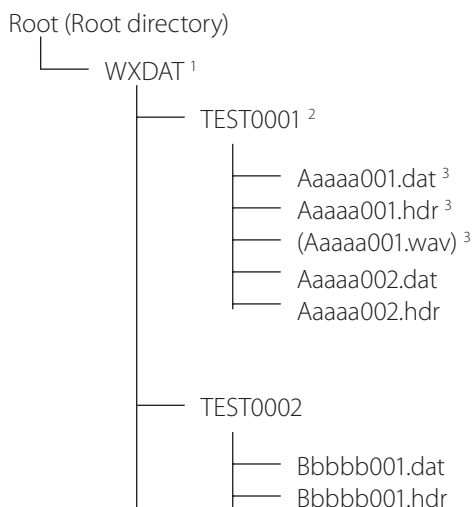 Root (Root directory)
WXDAT 1
TEST0001 2
Aaaaa001.dat 3
Aaaaa001.hdr 3
(Aaaaa001.wav) 3
Aaaaa002.dat
Aaaaa002.hdr
TEST0002
Bbbbb001.dat
Bbbbb001.hdr